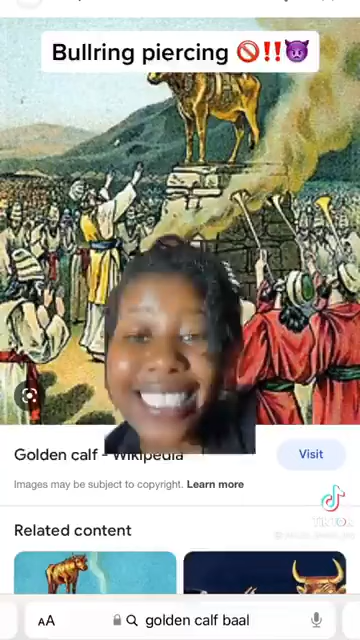 Bullring piercing 🚫‼️😈
Golden calf - Wikipedia
Visit
Images may be subject to copyright. Learn more
TikTok
Related content
AA
golden calf baal